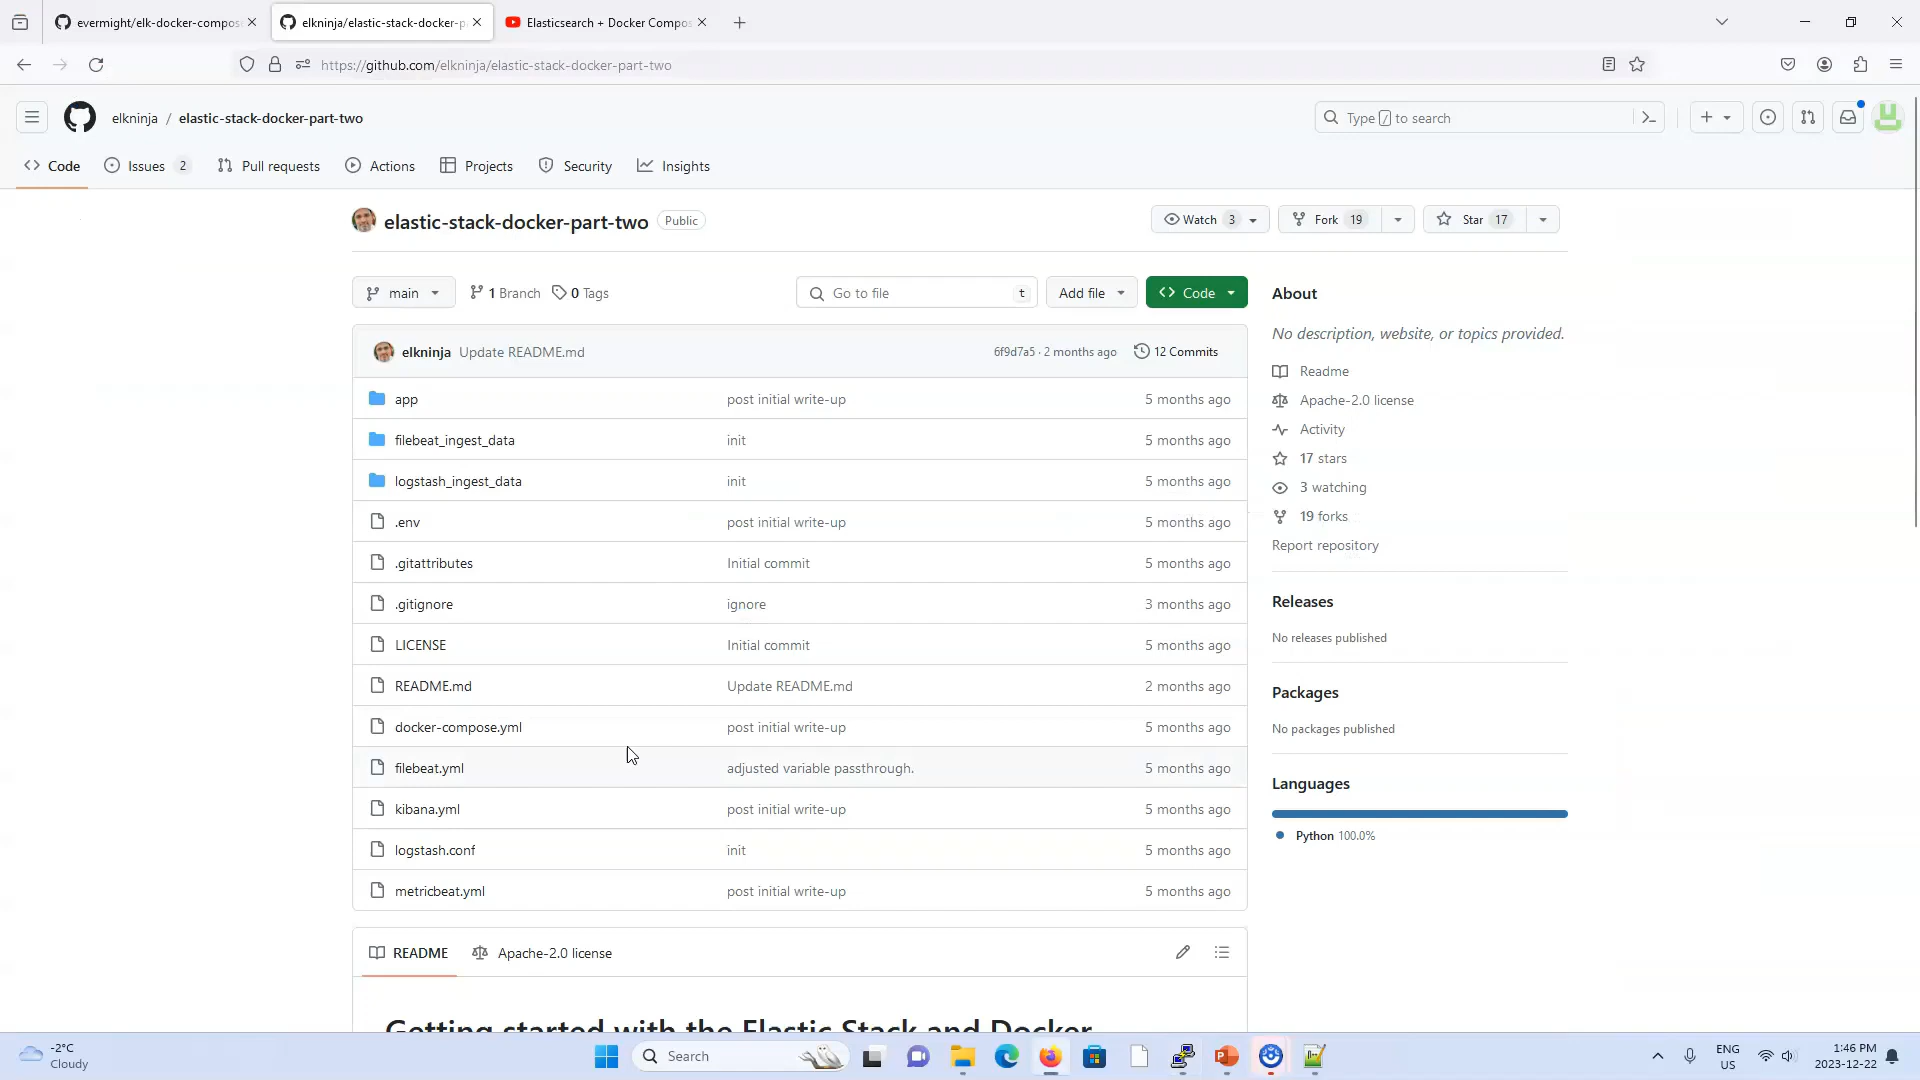 evermight/elk-docker-compos
elkninja/elastic-stack-docker-p
Elasticsearch + Docker Compos
https://github.com/elkninja/elastic-stack-docker-part-two
elkninja / elastic-stack-docker-part-two
Type / to search
Code
Issues 2
Pull requests
Actions
Projects
Security
Insights
elastic-stack-docker-part-two Public
Watch 3
Fork 19
Star 17
main
1 Branch
0 Tags
Go to file t
Add file
Code
elkninja Update README.md 6f9d7a5 · 2 months ago 12 Commits
app post initial write-up 5 months ago
filebeat_ingest_data init 5 months ago
logstash_ingest_data init 5 months ago
.env post initial write-up 5 months ago
.gitattributes Initial commit 5 months ago
.gitignore ignore 3 months ago
LICENSE Initial commit 5 months ago
README.md Update README.md 2 months ago
docker-compose.yml post initial write-up 5 months ago
filebeat.yml adjusted variable passthrough. 5 months ago
kibana.yml post initial write-up 5 months ago
logstash.conf init 5 months ago
metricbeat.yml post initial write-up 5 months ago
README
Apache-2.0 license
Getting started with the Elastic Stack and Docker
About
No description, website, or topics provided.
Readme
Apache-2.0 license
Activity
17 stars
3 watching
19 forks
Report repository
Releases
No releases published
Packages
No packages published
Languages
Python 100.0%
-2°C
Cloudy
Search
ENG
US
1:46 PM
2023-12-22